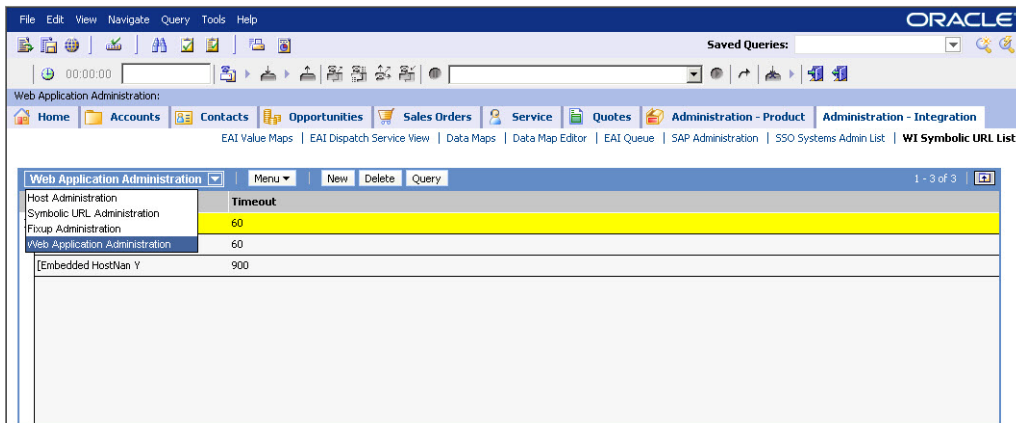 File Edit View Navigate Query Tools Help ORACLE
Saved Queries:
00:00:00
Web Application Administration:
Home Accounts Contacts Opportunities Sales Orders Service Quotes Administration - Product Administration - Integration
EAI Value Maps | EAI Dispatch Service View | Data Maps | Data Map Editor | EAI Queue | SAP Administration | SSO Systems Admin List | WI Symbolic URL List
Web Application Administration Menu New Delete Query 1 - 3 of 3
Host Administration
Timeout
Symbolic URL Administration
Fixup Administration
60
Web Application Administration
60
[Embedded HostNan Y 900